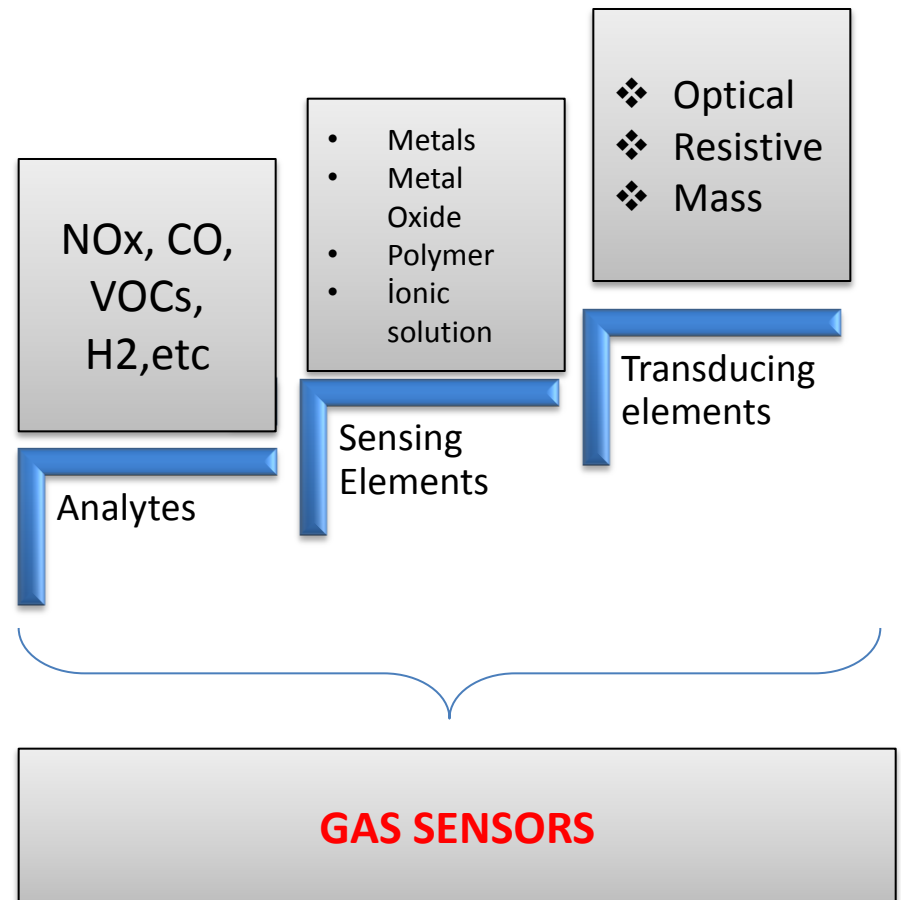 NOx, CO,
VOCs,
H2,etc
Analytes
• Metals
• Metal
Oxide
• Polymer
• İonic
solution
Sensing
Elements
❖ Optical
❖ Resistive
❖ Mass
Transducing
elements
GAS SENSORS